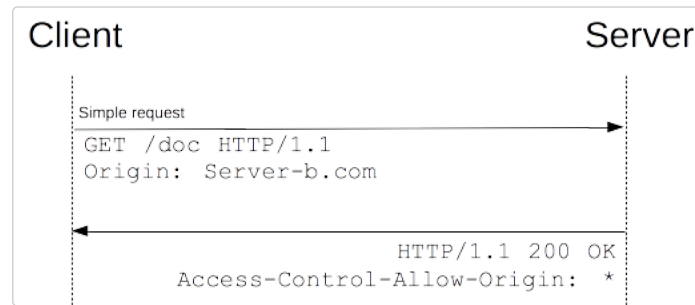 Client
Server
Simple request
GET /doc HTTP/1.1
Origin: Server-b.com
HTTP/1.1 200 OK
Access-Control-Allow-Origin: *